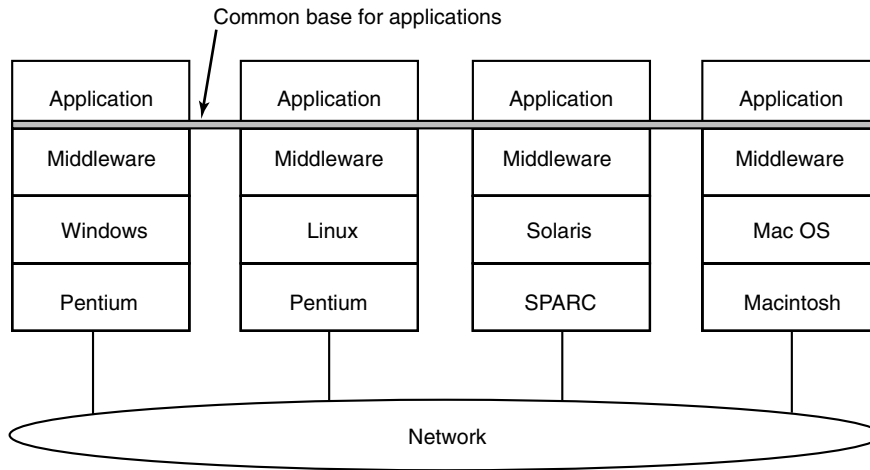 Common base for applications
Application Application Application Application
Middleware Middleware Middleware Middleware
Windows Linux Solaris Mac OS
Pentium Pentium SPARC Macintosh
Network